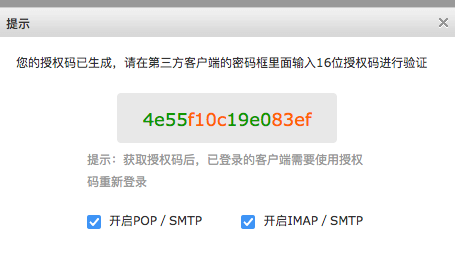 提示
您的授权码已生成，请在第三方客户端的密码框里面输入16位授权码进行验证
4e55f10c19e083ef
提示：获取授权码后，已登录的客户端需要使用授权
码重新登录
开启POP / SMTP 开启IMAP / SMTP